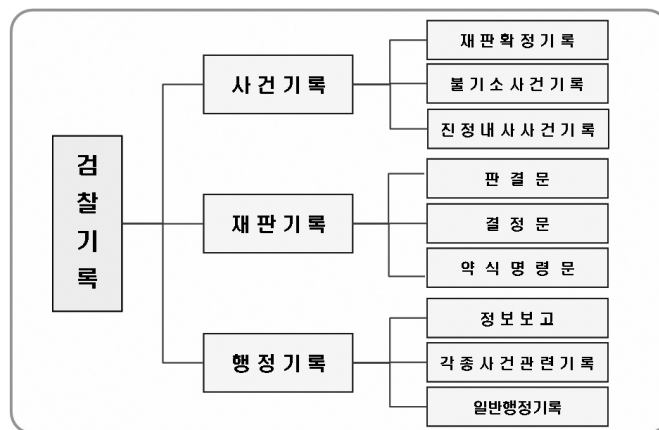 검찰기록
사건기록
재판확정기록
불기소사건기록
진정내사사건기록
재판기록
판결문
결정문
약식명령문
행정기록
정보보고
각종사건관련기록
일반행정기록